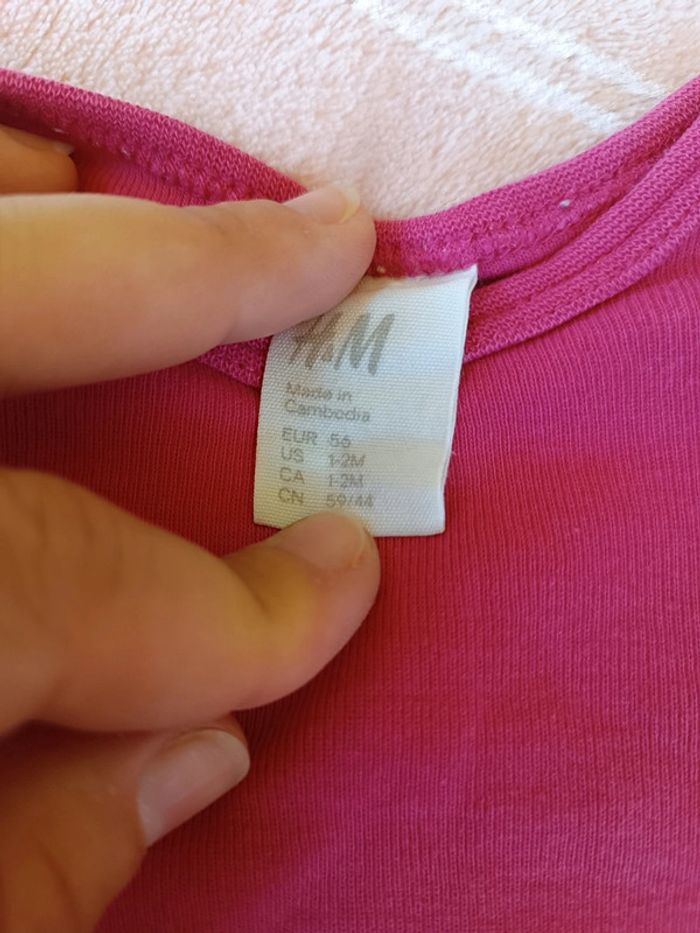 H&M
Made in
Cambodia
EUR 56
US 1-2M
CA 1-2M
CN 59/44